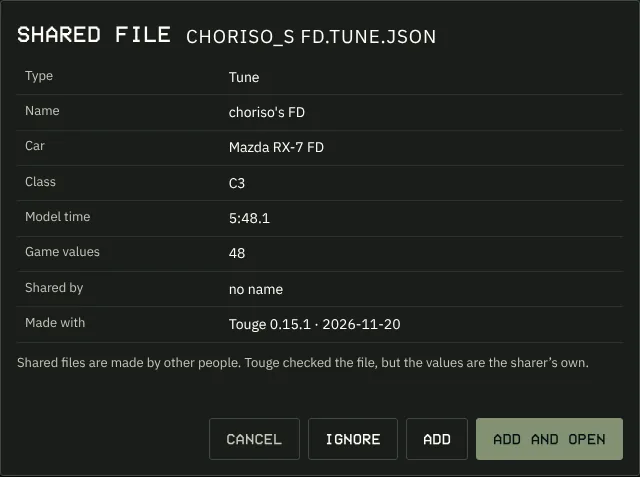 SHARED FILE CHORISO_S FD.TUNE.JSON
Type Tune
Name choriso's FD
Car Mazda RX-7 FD
Class C3
Model time 5:48.1
Game values 48
Shared by no name
Made with Touge 0.15.1 · 2026-11-20
Shared files are made by other people. Touge checked the file, but the values are the sharer’s own.
CANCEL IGNORE ADD ADD AND OPEN